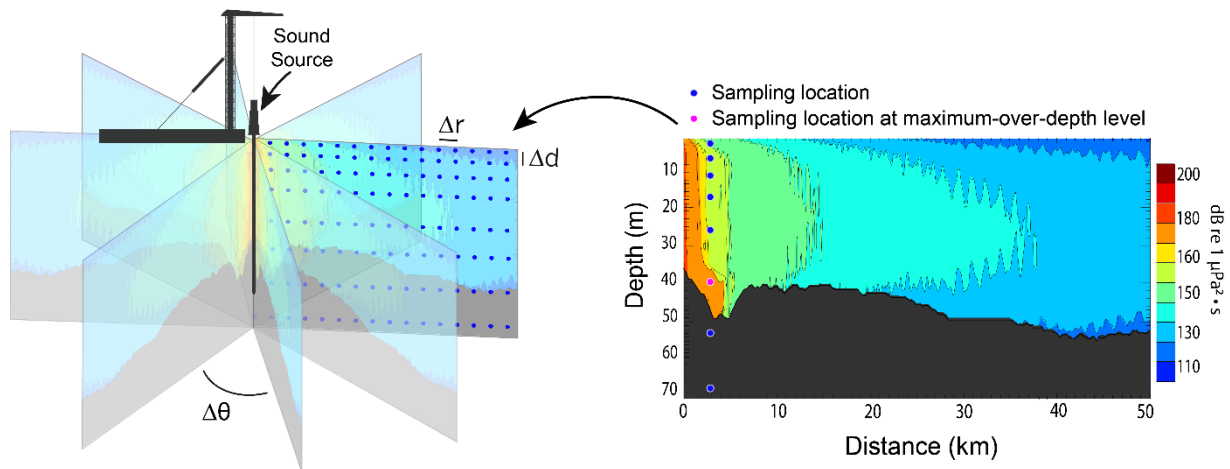 Sound
Source
Δr
Δd
Δθ
Sampling location
Sampling location at maximum-over-depth level
10
20
30
40
50
60
70
Depth (m)
0
10
20
30
40
50
Distance (km)
200
180
160
150
130
110
dB re 1 µPa²•s